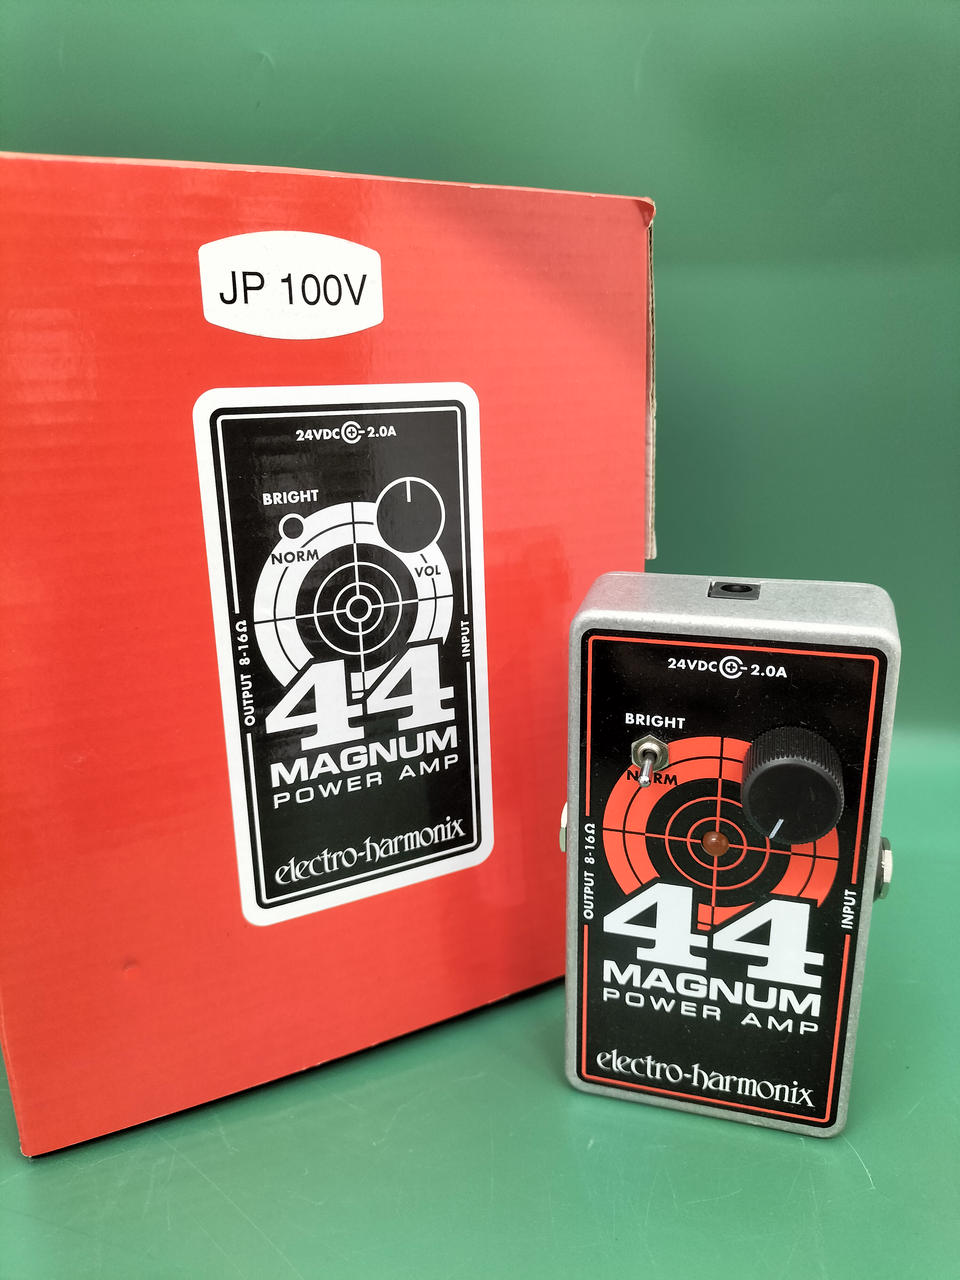 JP 100V
24VDC 2.0A
BRIGHT
NORM
VOL
OUTPUT 8-16Ω
INPUT
44
MAGNUM
POWER AMP
electro-harmonix
24VDC 2.0A
BRIGHT
NORM
OUTPUT 8-16Ω
INPUT
44
MAGNUM
POWER AMP
electro-harmonix